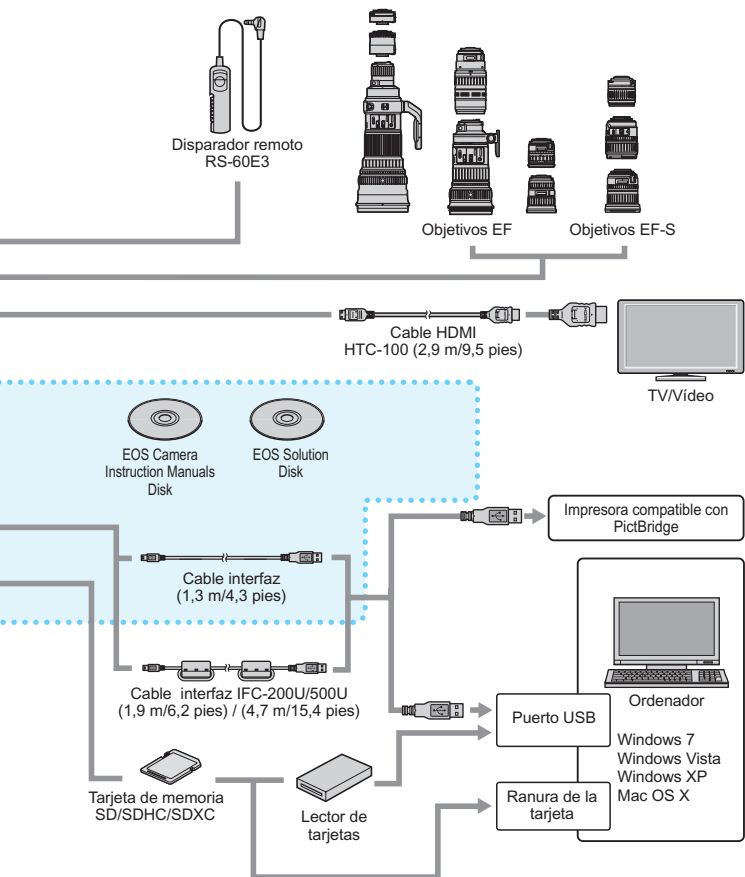 Disparador remoto
RS-60E3
Objetivos EF
Objetivos EF-S
Cable HDMI
HTC-100 (2,9 m/9,5 pies)
TV/Vídeo
EOS Camera
Instruction Manuals
Disk
EOS Solution
Disk
Impresora compatible con
PictBridge
Cable interfaz
(1,3 m/4,3 pies)
Cable interfaz IFC-200U/500U
(1,9 m/6,2 pies) / (4,7 m/15,4 pies)
Puerto USB
Ordenador
Windows 7
Windows Vista
Windows XP
Mac OS X
Tarjeta de memoria
SD/SDHC/SDXC
Lector de
tarjetas
Ranura de la
tarjeta